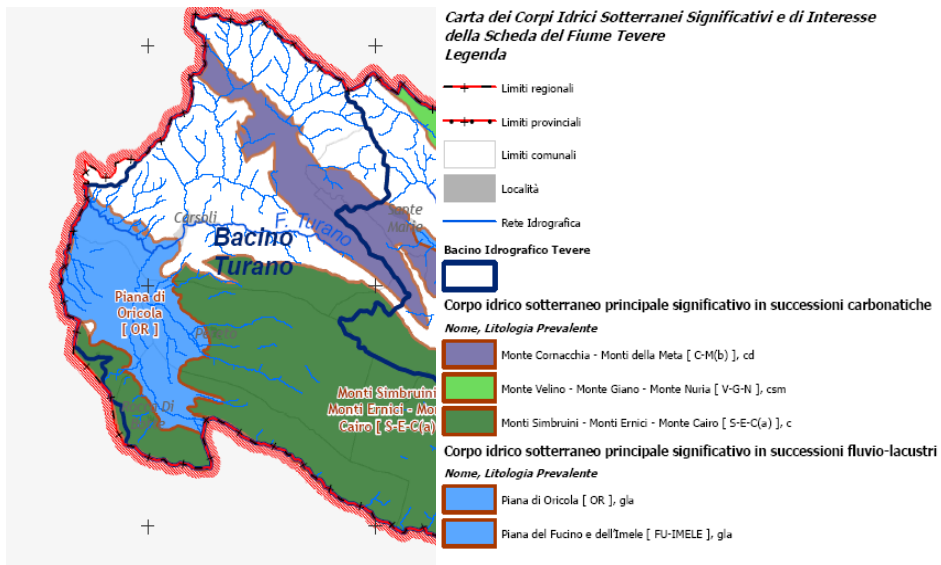 Carta dei Corpi Idrici Sotterranei Significativi e di Interesse
della Scheda del Fiume Tevere
Legenda
Limiti regionali
Limiti provinciali
Limiti comunali
Località
Rete Idrografica
Bacino Idrografico Tevere
Corpo idrico sotterraneo principale significativo in successioni carbonatiche
Nome, Litologia Prevalente
Monte Cornacchia - Monti della Meta [ C-M(b) ], cd
Monte Velino - Monte Giano - Monte Nuria [ V-G-N ], csm
Monti Simbruini - Monti Ernici - Monte Cairo [ S-E-C(a) ], c
Corpo idrico sotterraneo principale significativo in successioni fluvio-lacustri
Nome, Litologia Prevalente
Piana di Oricola [ OR ], gla
Piana del Fucino e dell'Imele [ FU-IMELE ], gla
Carsoli
F. Turano
Sante
Marie
Bacino
Turano
Piana di
Oricola
[ OR ]
Pereto
Monti Simbruini
Monti Ernici - Mo
Cairo [ S-E-C(a)
Di